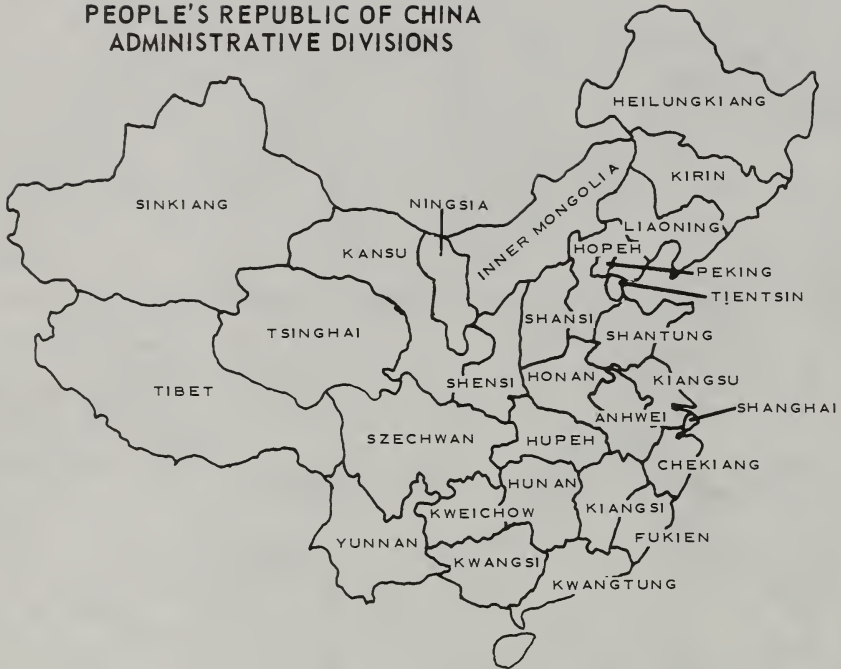 PEOPLE'S REPUBLIC OF CHINA
ADMINISTRATIVE DIVISIONS
HEILUNGKIANG
KIRIN
SINKIANG
NINGSIA
INNER MONGOLIA
LIAONING
KANSU
HOPEH
PEKING
TIENTSIN
TSINGHAI
SHANSI
SHANTUNG
TIBET
SHENSI
HONAN
KIANGSU
SHANGHAI
ANHWEI
SZECHWAN
HUPEH
CHEKIANG
HUNAN
KWEICHOW
KIANGSI
YUNNAN
FUKIEN
KWANGSI
KWANGTUNG